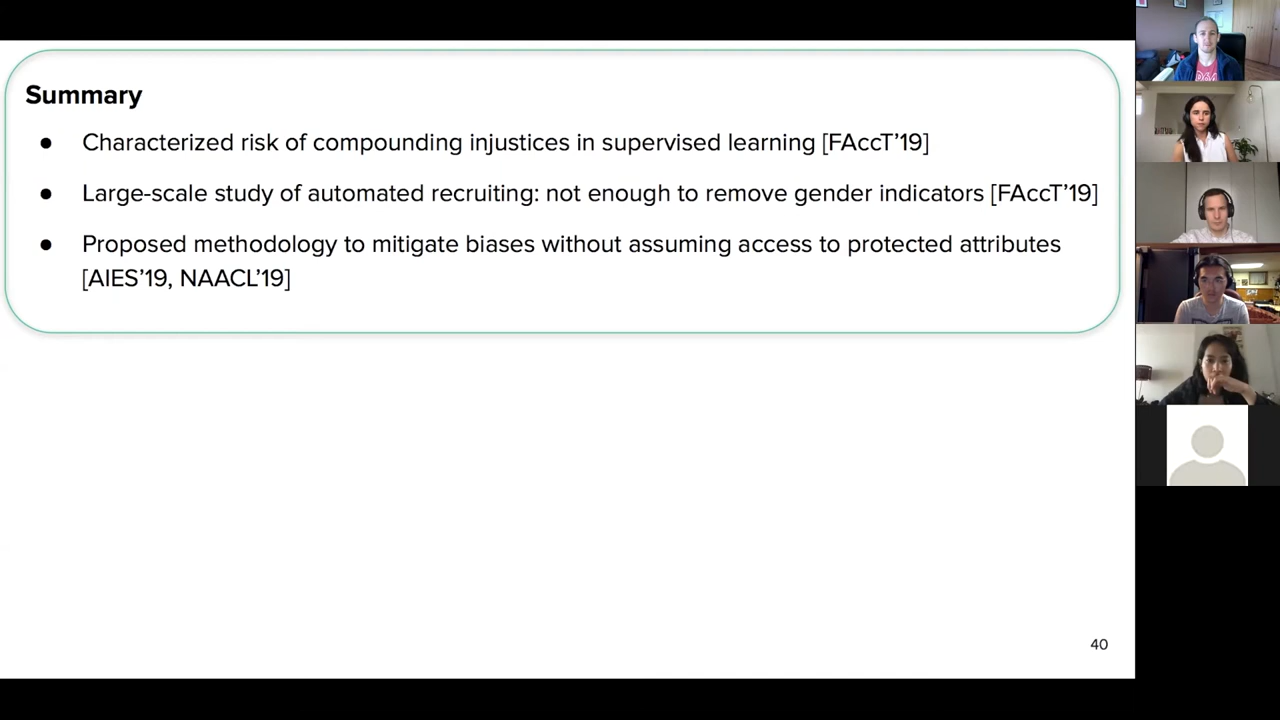 Summary
● Characterized risk of compounding injustices in supervised learning [FAccT’19]
● Large-scale study of automated recruiting: not enough to remove gender indicators [FAccT’19]
● Proposed methodology to mitigate biases without assuming access to protected attributes
[AIES’19, NAACL’19]
40